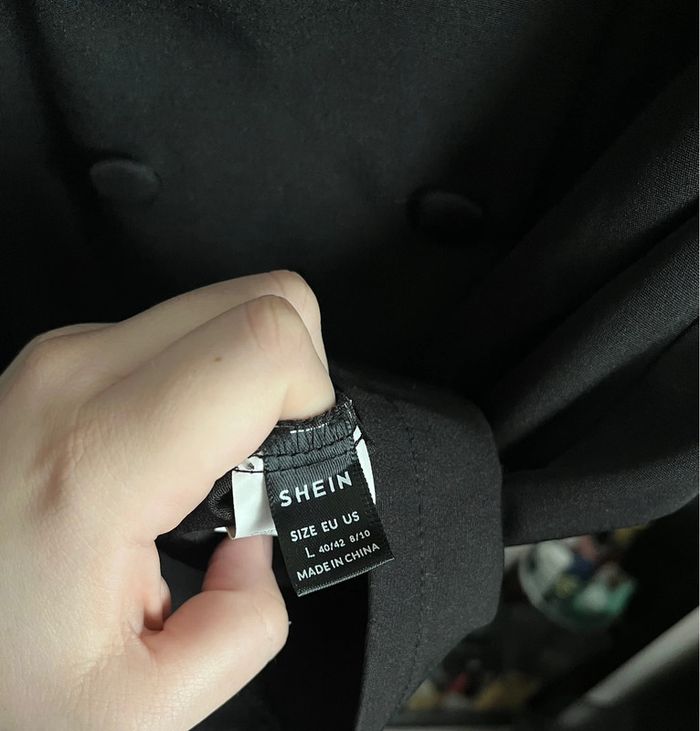 SHEIN
SIZE EU US
L 40/42 8/10
MADE IN CHINA